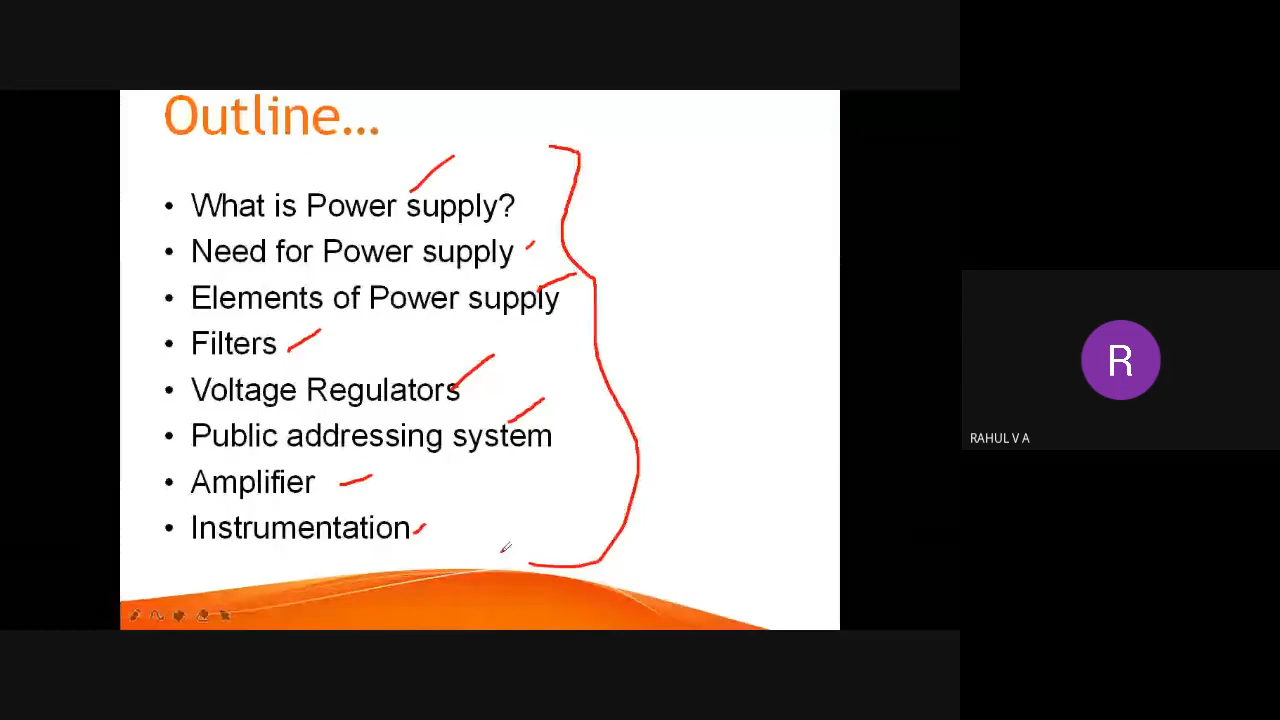 Outline...
• What is Power supply?
• Need for Power supply
• Elements of Power supply
• Filters
• Voltage Regulators
• Public addressing system
• Amplifier
• Instrumentation
R
RAHUL V A